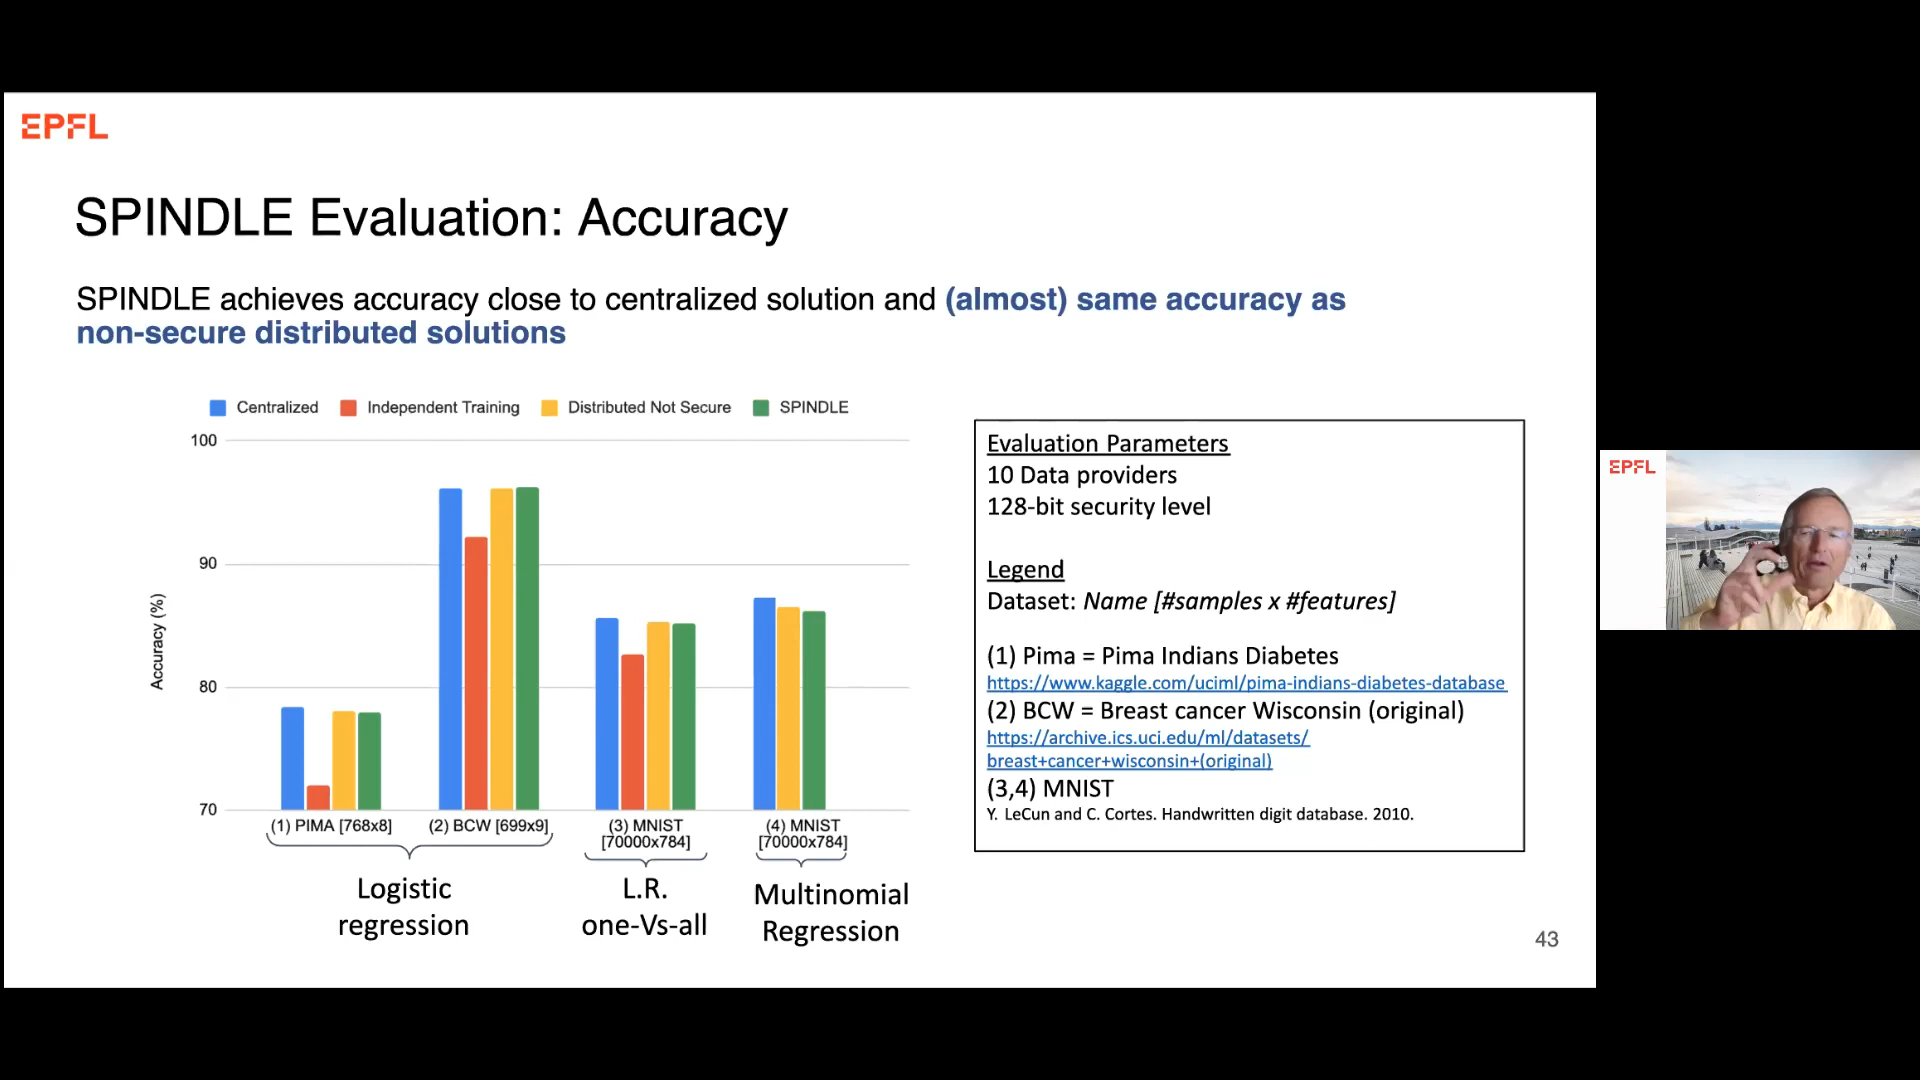 EPFL
SPINDLE Evaluation: Accuracy
SPINDLE achieves accuracy close to centralized solution and (almost) same accuracy as
non-secure distributed solutions
Centralized
Independent Training
Distributed Not Secure
SPINDLE
100
90
80
70
Accuracy (%)
(1) PIMA [768x8]
(2) BCW [699x9]
(3) MNIST
[70000x784]
(4) MNIST
[70000x784]
Logistic
regression
L.R.
one-Vs-all
Multinomial
Regression
Evaluation Parameters
10 Data providers
128-bit security level
Legend
Dataset: Name [#samples x #features]
(1) Pima = Pima Indians Diabetes
https://www.kaggle.com/uciml/pima-indians-diabetes-database
(2) BCW = Breast cancer Wisconsin (original)
https://archive.ics.uci.edu/ml/datasets/
breast+cancer+wisconsin+(original)
(3,4) MNIST
Y. LeCun and C. Cortes. Handwritten digit database. 2010.
43
EPFL